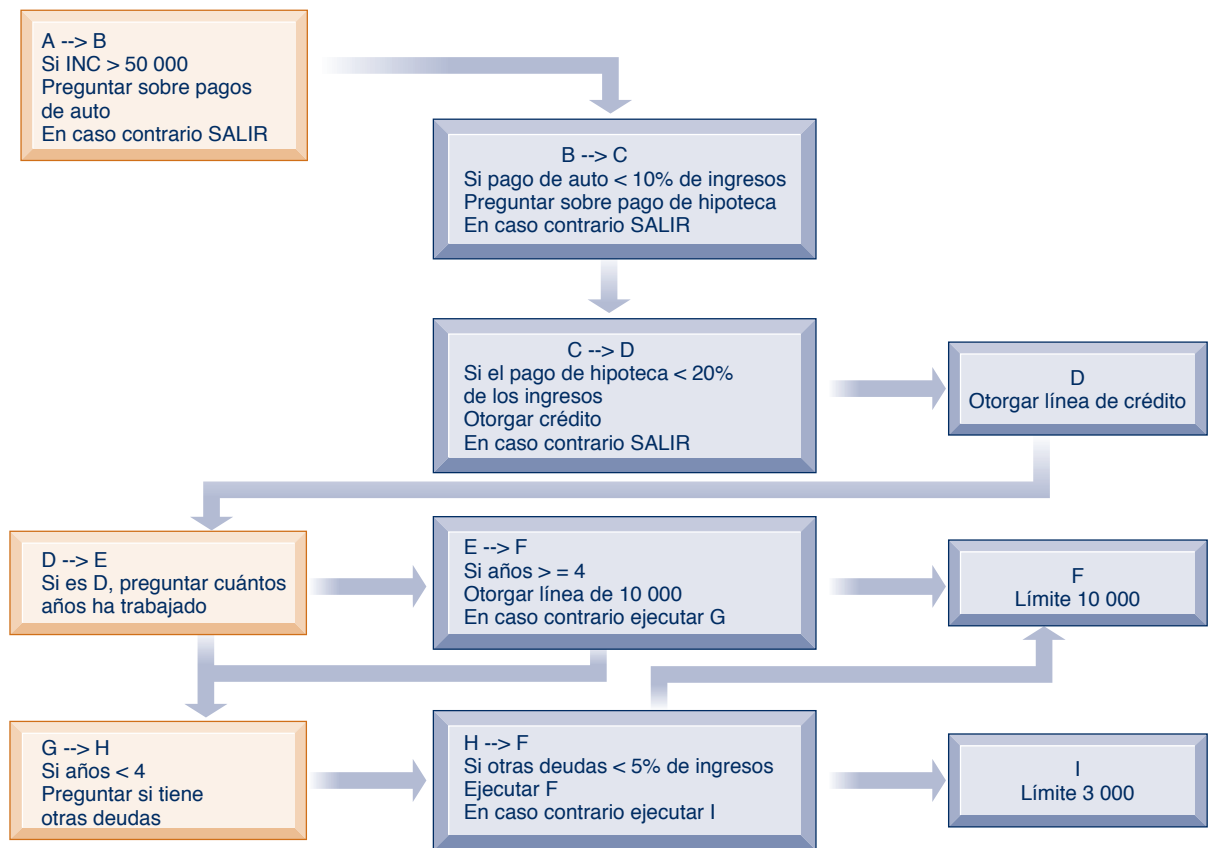 A --> B
Si INC > 50 000
Preguntar sobre pagos
de auto
En caso contrario SALIR
B --> C
Si pago de auto < 10% de ingresos
Preguntar sobre pago de hipoteca
En caso contrario SALIR
C --> D
Si el pago de hipoteca < 20%
de los ingresos
Otorgar crédito
En caso contrario SALIR
D
Otorgar línea de crédito
D --> E
Si es D, preguntar cuántos
años ha trabajado
E --> F
Si años > = 4
Otorgar línea de 10 000
En caso contrario ejecutar G
F
Límite 10 000
G --> H
Si años < 4
Preguntar si tiene
otras deudas
H --> F
Si otras deudas < 5% de ingresos
Ejecutar F
En caso contrario ejecutar I
I
Límite 3 000